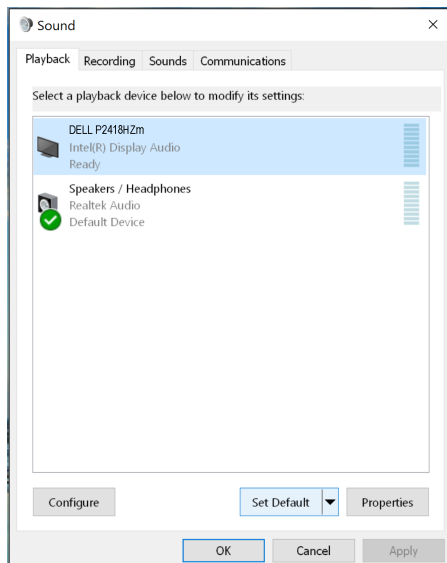 Sound
Playback Recording Sounds Communications
Select a playback device below to modify its settings:
DELL P2418HZm
Intel(R) Display Audio
Ready
Speakers / Headphones
Realtek Audio
Default Device
Configure Set Default Properties
OK Cancel Apply